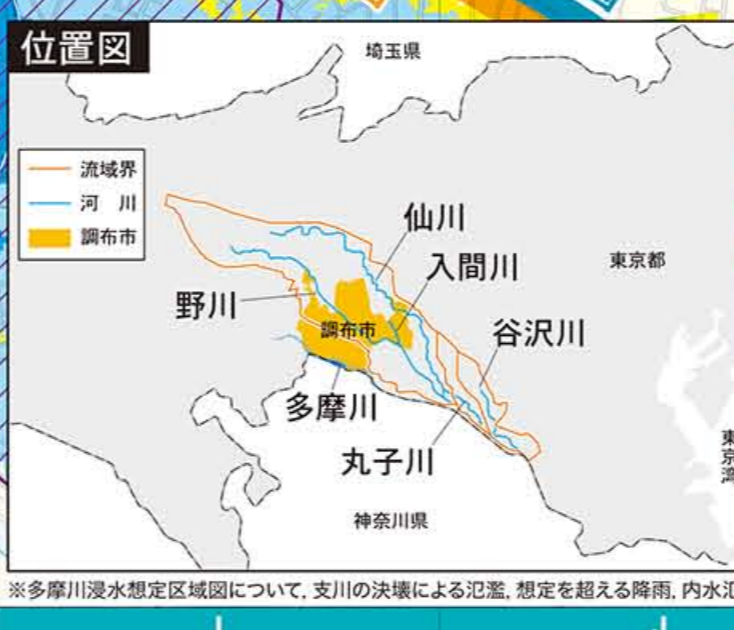 位置図
埼玉県
流域界
河　川
調布市
仙川
入間川
東京都
野川
調布市
谷沢川
多摩川
丸子川
東京湾
神奈川県
※多摩川浸水想定区域図について, 支川の決壊による氾濫, 想定を超える降雨, 内水氾